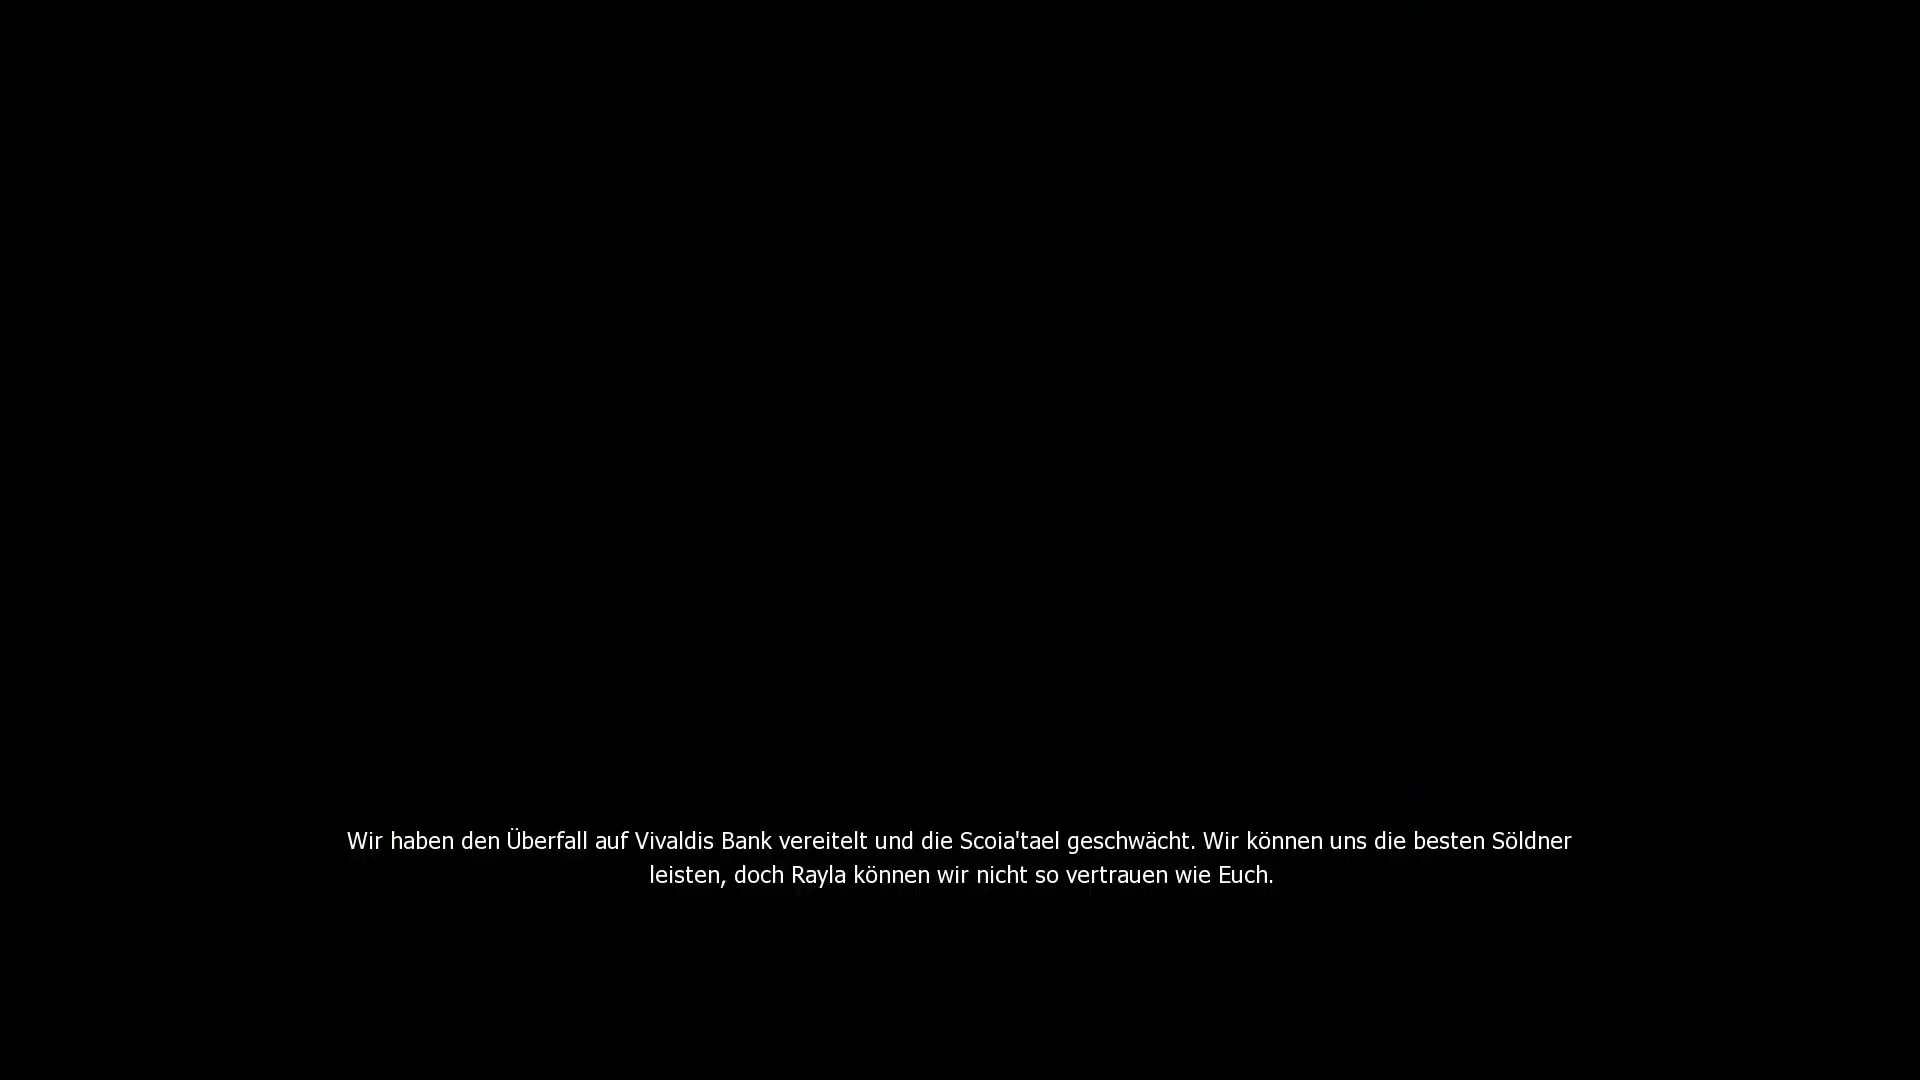 Wir haben den Überfall auf Vivaldis Bank vereitelt und die Scoia'tael geschwächt. Wir können uns die besten Söldner
leisten, doch Rayla können wir nicht so vertrauen wie Euch.